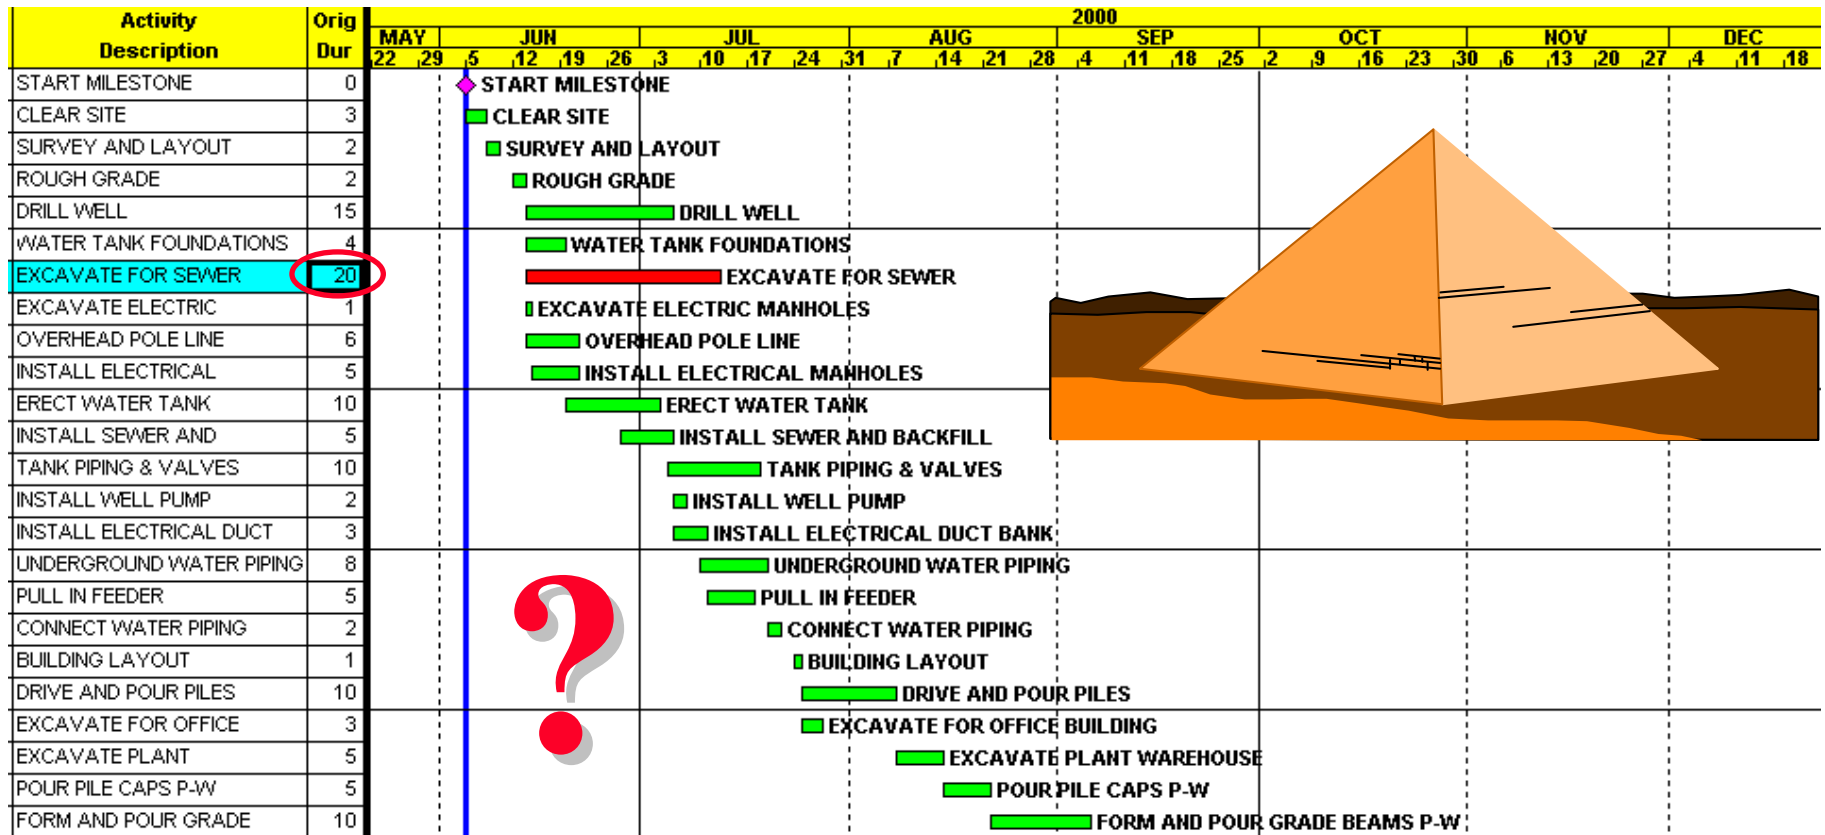 Activity Orig 2000
Description Dur MAY JUN JUL AUG SEP OCT NOV DEC
22 29 5 12 19 26 3 10 17 24 31 7 14 21 28 4 11 18 25 2 9 16 23 30 6 13 20 27 4 11 18
START MILESTONE 0 START MILESTONE
CLEAR SITE 3 CLEAR SITE
SURVEY AND LAYOUT 2 SURVEY AND LAYOUT
ROUGH GRADE 2 ROUGH GRADE
DRILL WELL 15 DRILL WELL
WATER TANK FOUNDATIONS 4 WATER TANK FOUNDATIONS
EXCAVATE FOR SEWER 20 EXCAVATE FOR SEWER
EXCAVATE ELECTRIC 1 EXCAVATE ELECTRIC MANHOLES
OVERHEAD POLE LINE 6 OVERHEAD POLE LINE
INSTALL ELECTRICAL 5 INSTALL ELECTRICAL MANHOLES
ERECT WATER TANK 10 ERECT WATER TANK
INSTALL SEWER AND 5 INSTALL SEWER AND BACKFILL
TANK PIPING & VALVES 10 TANK PIPING & VALVES
INSTALL WELL PUMP 2 INSTALL WELL PUMP
INSTALL ELECTRICAL DUCT 3 INSTALL ELECTRICAL DUCT BANK
UNDERGROUND WATER PIPING 8 UNDERGROUND WATER PIPING
PULL IN FEEDER 5 PULL IN FEEDER
CONNECT WATER PIPING 2 CONNECT WATER PIPING
BUILDING LAYOUT 1 BUILDING LAYOUT
DRIVE AND POUR PILES 10 DRIVE AND POUR PILES
EXCAVATE FOR OFFICE 3 EXCAVATE FOR OFFICE BUILDING
EXCAVATE PLANT 5 EXCAVATE PLANT WAREHOUSE
POUR PILE CAPS P-W 5 POUR PILE CAPS P-W
FORM AND POUR GRADE 10 FORM AND POUR GRADE BEAMS P-W
?